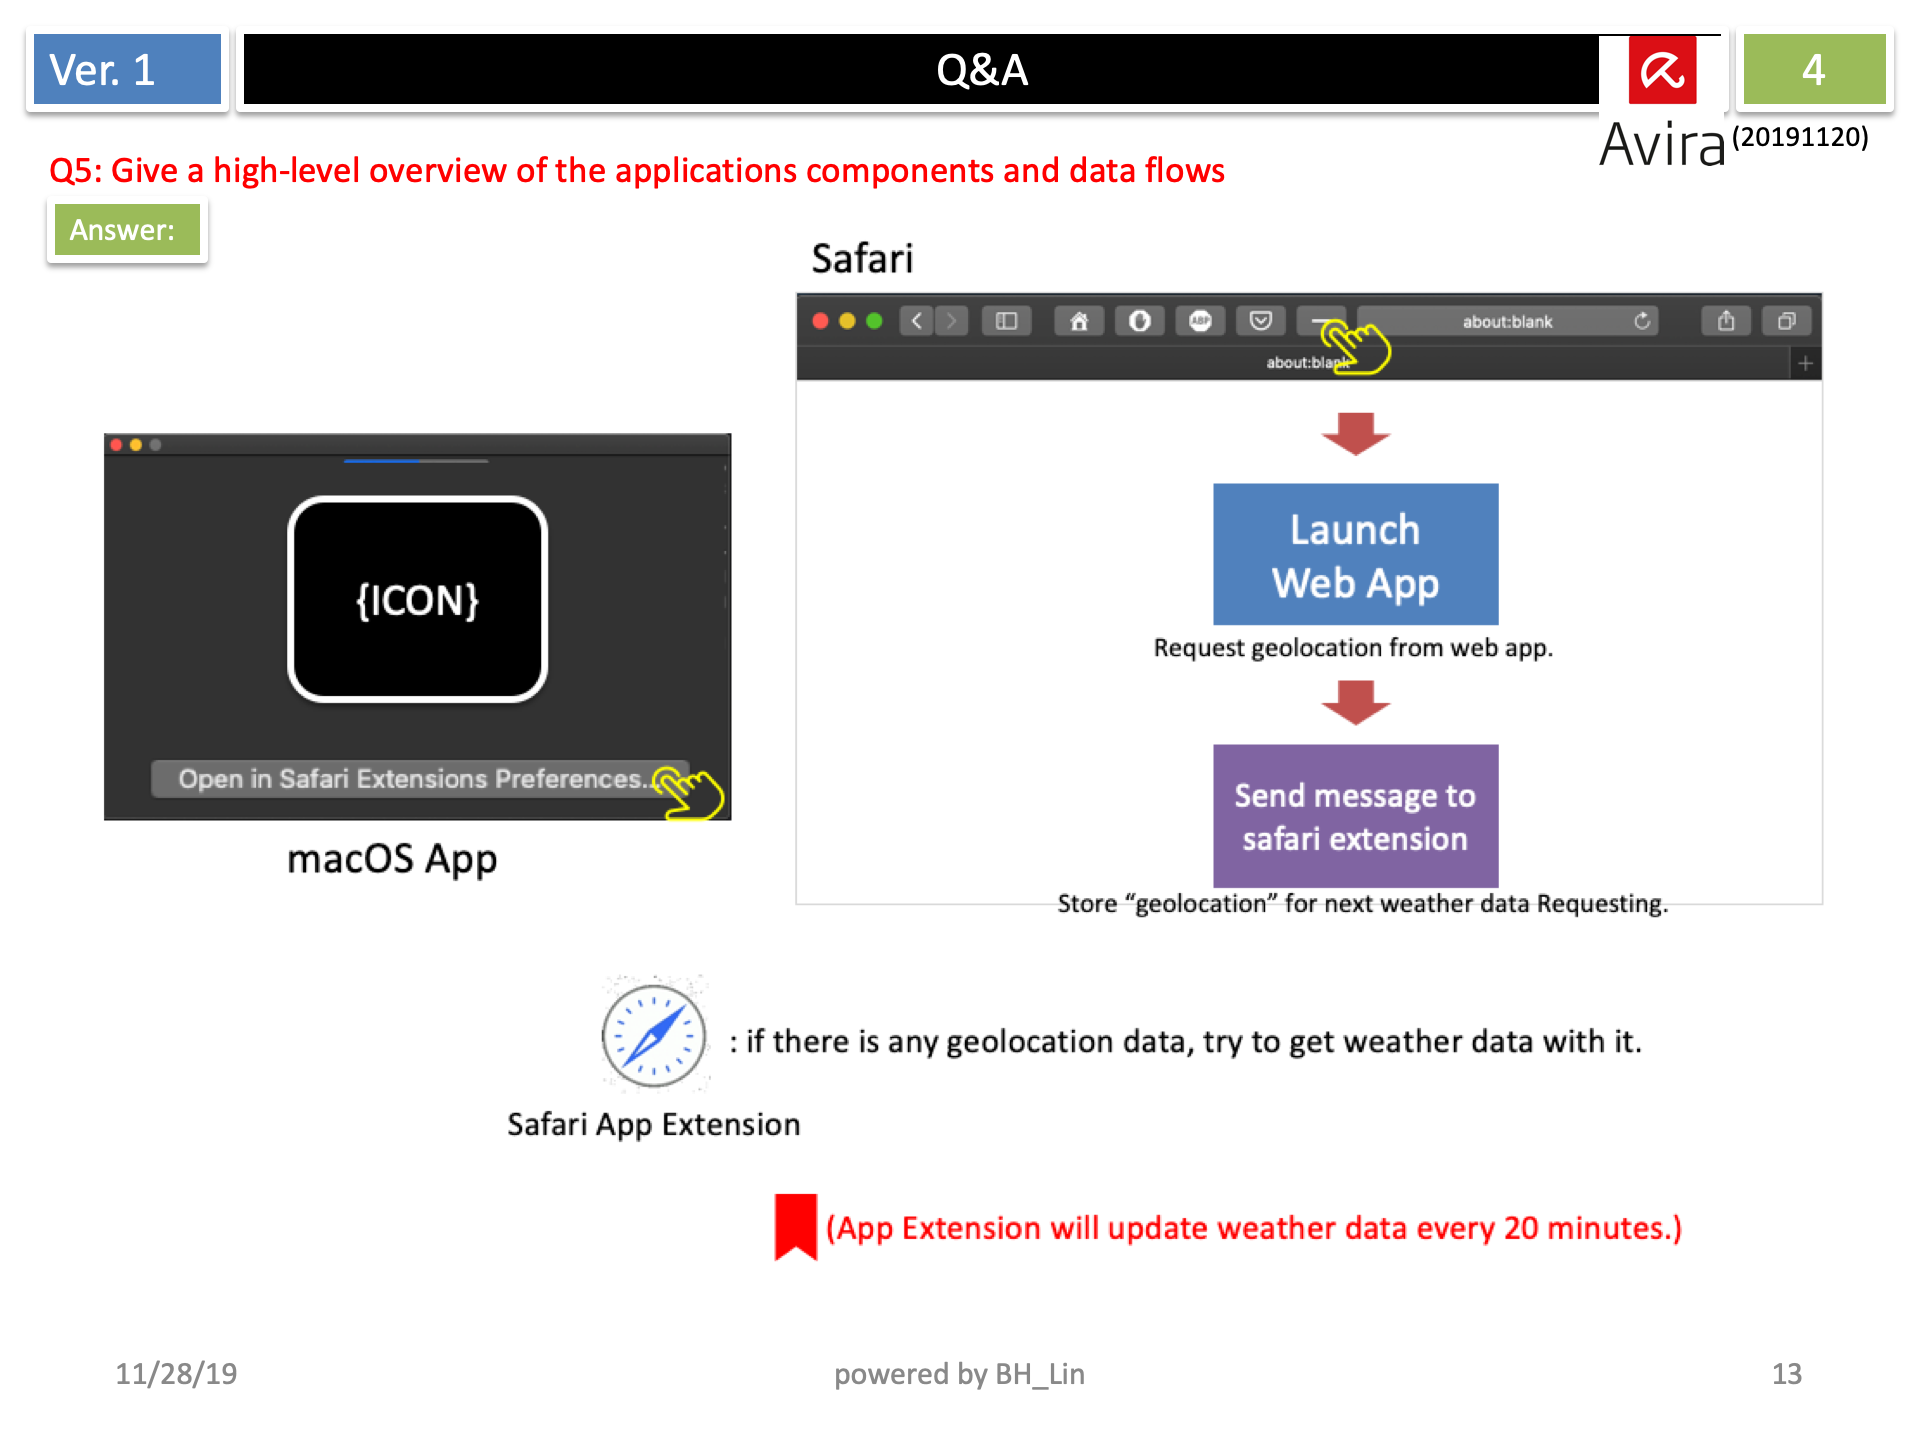 Ver. 1
Q&A
4
Avira (20191120)
Q5: Give a high-level overview of the applications components and data flows
Answer:
Safari
ABP
about:blank
about:blank
Launch
Web App
Request geolocation from web app.
{ICON}
Open in Safari Extensions Preferences...
macOS App
Send message to
safari extension
Store “geolocation” for next weather data Requesting.
: if there is any geolocation data, try to get weather data with it.
Safari App Extension
(App Extension will update weather data every 20 minutes.)
11/28/19
powered by BH_Lin
13